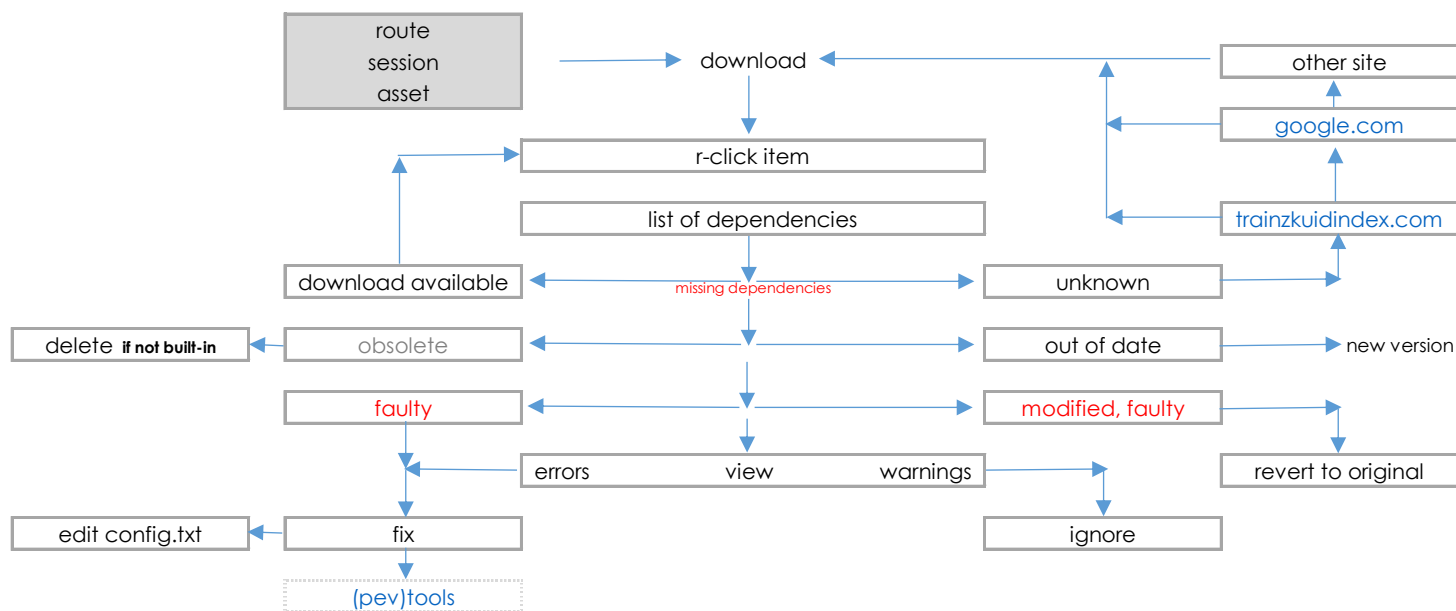 route
session
asset
download
other site
google.com
r-click item
list of dependencies
trainzkuidindex.com
download available
missing dependencies
unknown
delete if not built-in
obsolete
out of date
new version
faulty
modified, faulty
errors view warnings
revert to original
edit config.txt
fix
ignore
(pev)tools